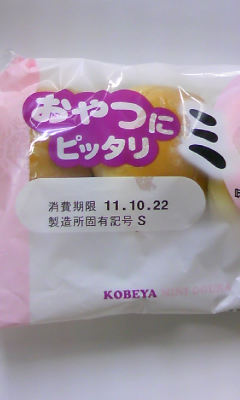 おやつに
ピッタリ
ミ
消費期限 11.10.22
製造所固有記号 S
KOBEYA MINI